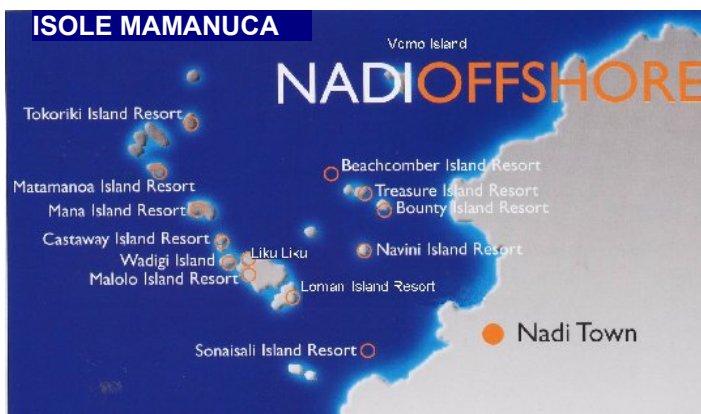 ISOLE MAMANUCA
Vomo Island
NADIOFFSHORE
Tokoriki Island Resort
Beachcomber Island Resort
Matamanoa Island Resort
Treasure Island Resort
Mana Island Resort
Bounty Island Resort
Castaway Island Resort
Navini Island Resort
Liku Liku
Wadigi Island
Malolo Island Resort
Loman Island Resort
Nadi Town
Sonaisali Island Resort